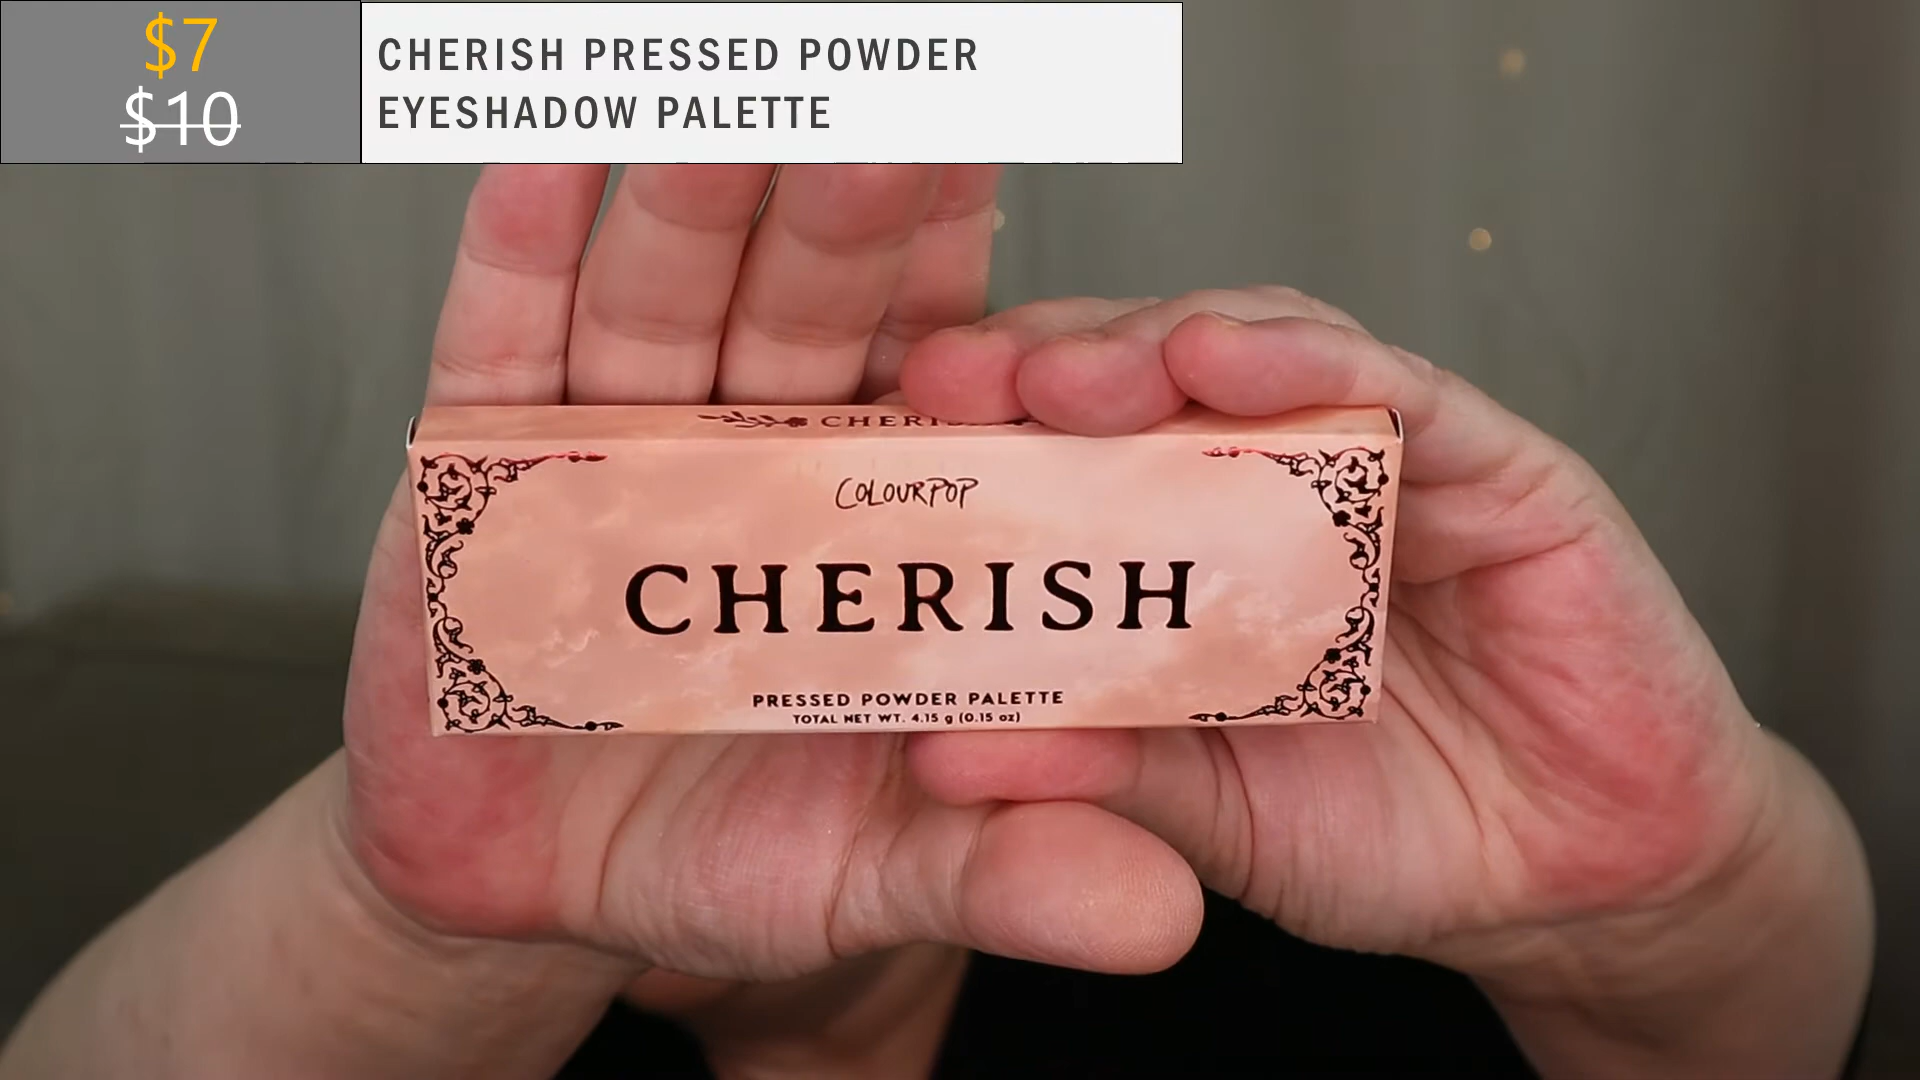 $7
$10
CHERISH PRESSED POWDER
EYESHADOW PALETTE
COLOURPOP
CHERISH
PRESSED POWDER PALETTE
TOTAL NET WT. 4.15 g (0.15 oz)